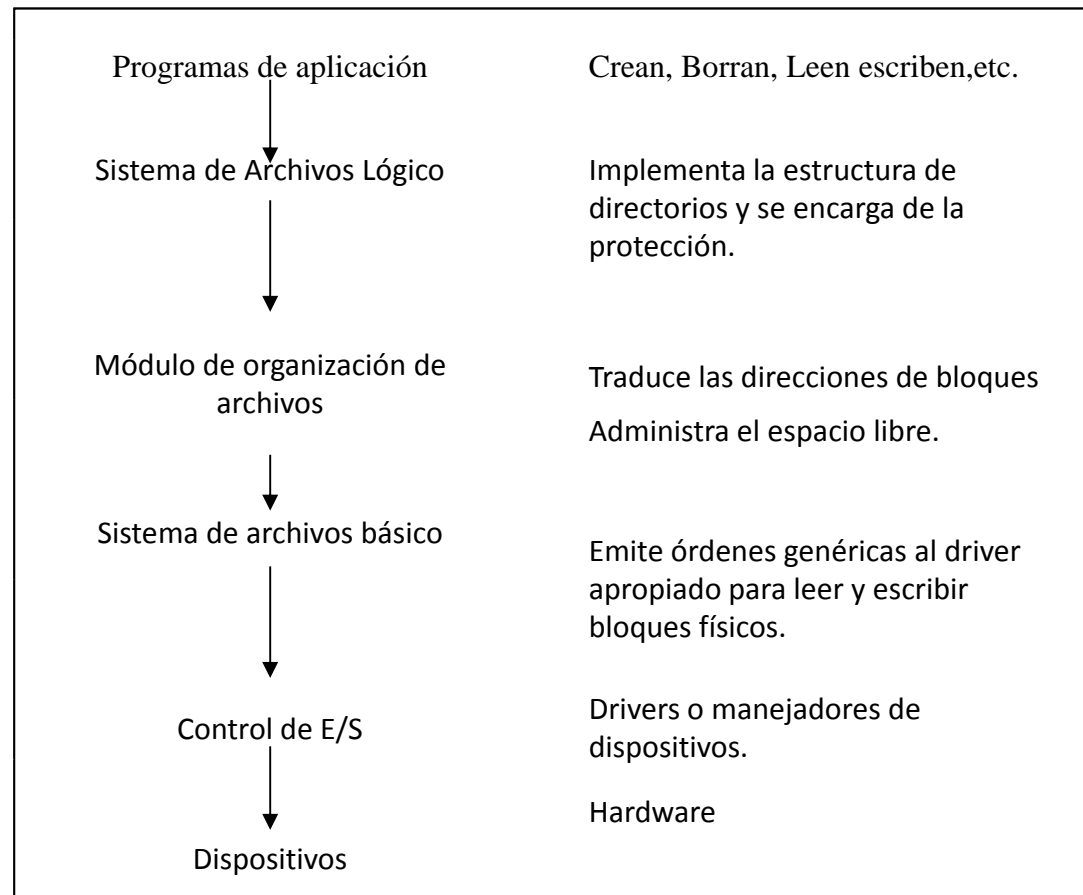 Programas de aplicación
Crean, Borran, Leen escriben,etc.
Sistema de Archivos Lógico
Implementa la estructura de
directorios y se encarga de la
protección.
Módulo de organización de
archivos
Traduce las direcciones de bloques
Administra el espacio libre.
Sistema de archivos básico
Emite órdenes genéricas al driver
apropiado para leer y escribir
bloques físicos.
Control de E/S
Drivers o manejadores de
dispositivos.
Hardware
Dispositivos